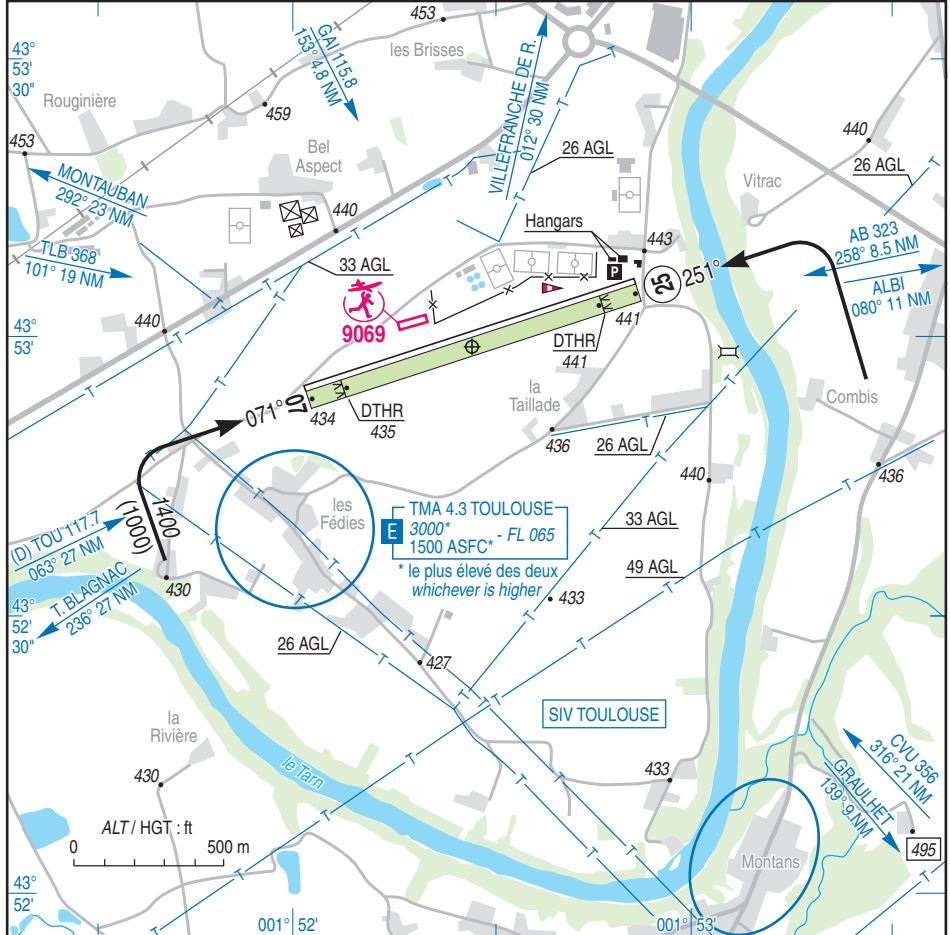 453
43°
53'
30"
GAI 115.8
153° 4.8 NM
les Brisses
VILLEFRANCHE DE R.
012° 30 NM
Rouginière
459
453
Bel
Aspect
26 AGL
440
26 AGL
Vitrac
MONTAUBAN
292° 23 NM
440
Hangars
443
AB 323
258° 8.5 NM
TLB 368
101° 19 NM
33 AGL
P
25
251°
ALBI
080° 11 NM
9069
440
43°
53'
DTHR
441
441
la
Taillade
Combis
071°
07
434
DTHR
435
436
26 AGL
436
440
les
Fédies
1400
(1000)
E
TMA 4.3 TOULOUSE
3000*
1500 ASFC*
- FL 065
* le plus élevé des deux
whichever is higher
33 AGL
(D) TOU 117.7
063° 27 NM
49 AGL
430
433
43°
52'
30"
T. BLAGNAC
236° 27 NM
26 AGL
427
SIV TOULOUSE
la
Rivière
le Tarn
430
433
CVU 356
316° 21 NM
GRAULHET
139° 9 NM
ALT / HGT : ft
0
500 m
495
Montans
43°
52'
001° 52'
001° 53'